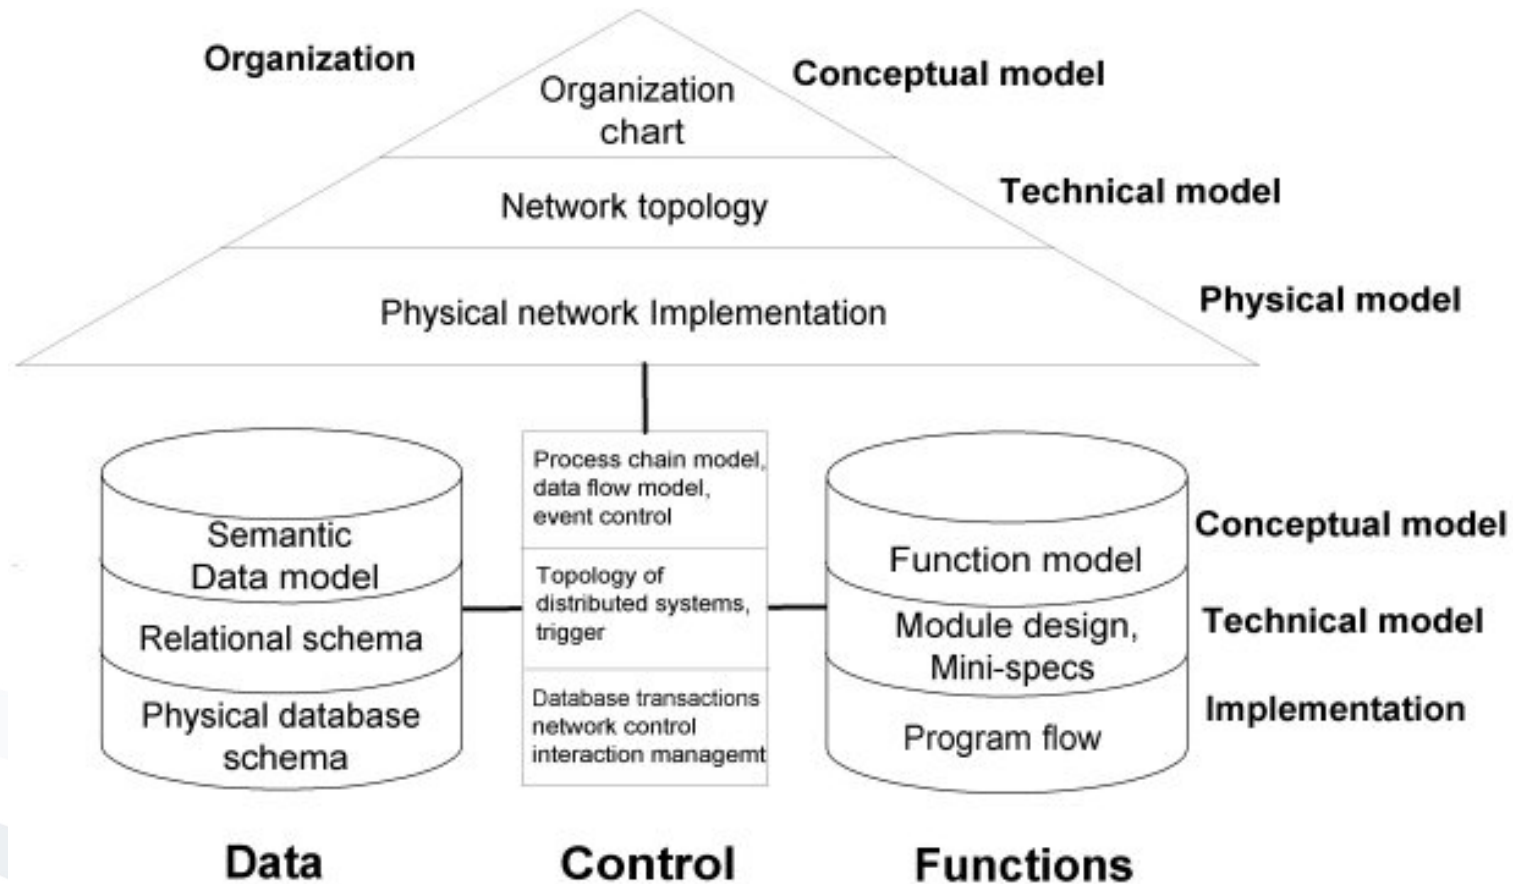 Organization
Conceptual model
Organization
chart
Technical model
Network topology
Physical model
Physical network Implementation
Semantic
Data model
Relational schema
Physical database
schema
Data
Process chain model,
data flow model,
event control
Topology of
distributed systems,
trigger
Database transactions
network control
interaction managemt
Control
Function model
Module design,
Mini-specs
Program flow
Functions
Conceptual model
Technical model
Implementation